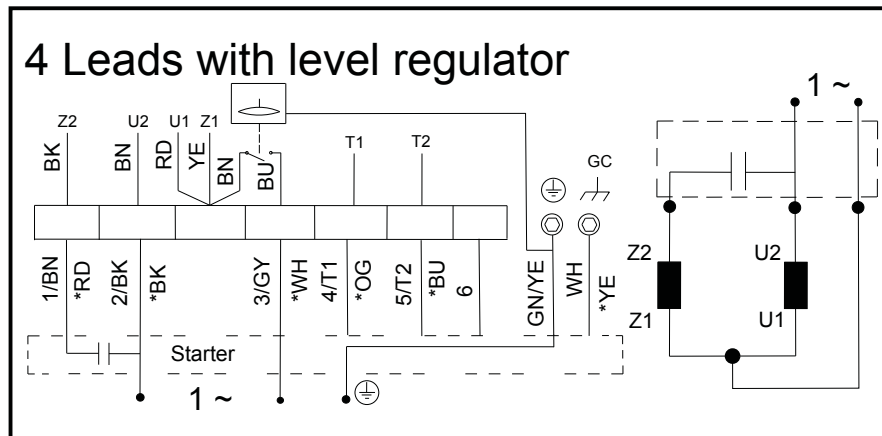 4 Leads with level regulator
1 ~
Z2 U2 U1 Z1 T1 T2 GC
BK BN RD YE BN BU
1/BN *RD 2/BK *BK 3/GY *WH 4/T1 *OG 5/T2 *BU 6 GN/YE WH *YE
Z2 U2
Z1 U1
Starter
1 ~